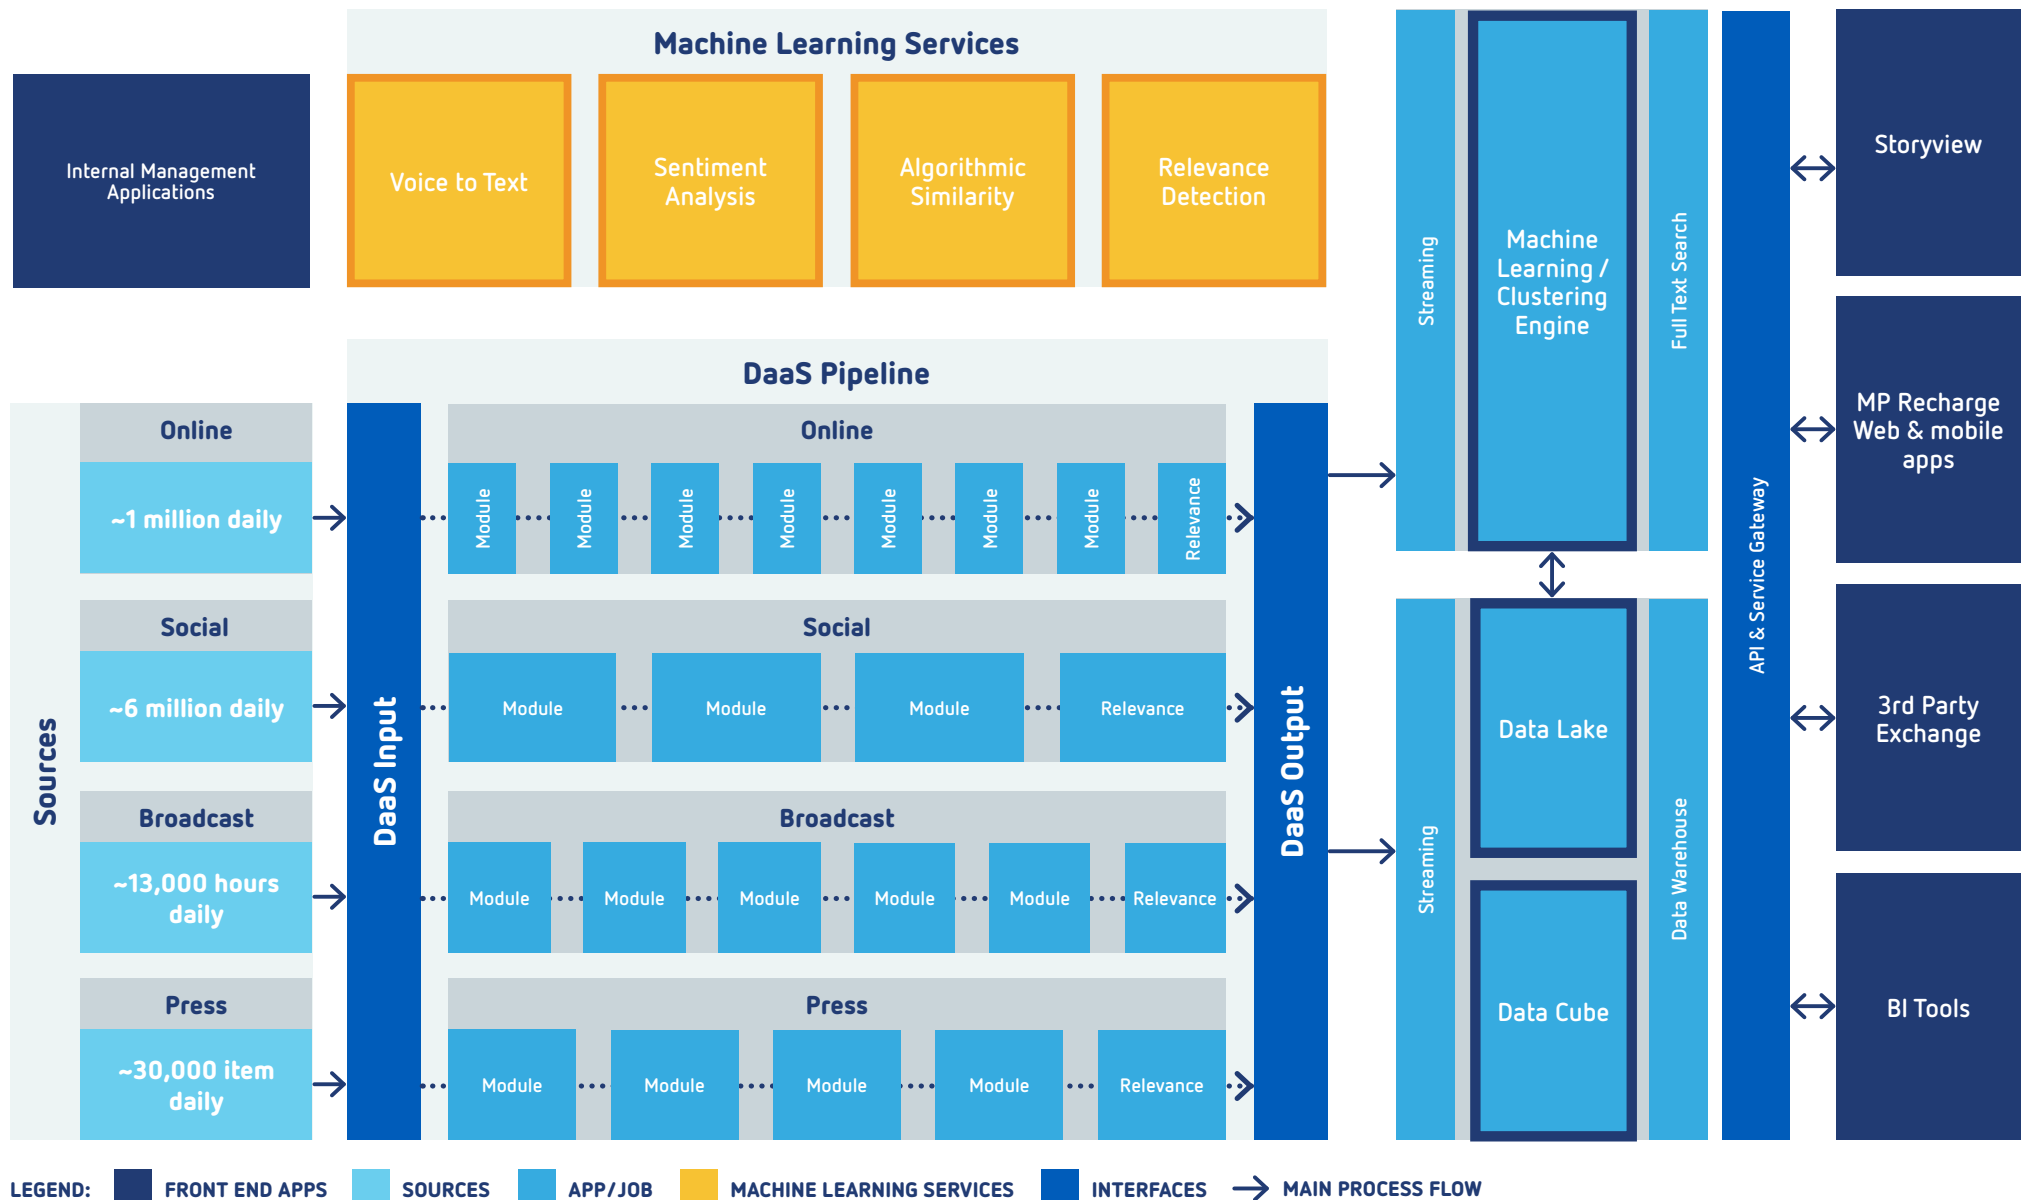 Machine Learning Services
Internal Management
Applications
Voice to Text
Sentiment
Analysis
Algorithmic
Similarity
Relevance
Detection
DaaS Pipeline
Sources
Online
~1 million daily
Social
~6 million daily
Broadcast
~13,000 hours
daily
Press
~30,000 item
daily
DaaS Input
Online
Module
Module
Module
Module
Module
Module
Module
Relevance
Social
Module
Module
Module
Relevance
Broadcast
Module
Module
Module
Module
Module
Relevance
Press
Module
Module
Module
Module
Relevance
DaaS Output
Streaming
Machine
Learning /
Clustering
Engine
Full Text Search
Streaming
Data Lake
Data Cube
Data Warehouse
API & Service Gateway
Storyview
MP Recharge
Web & mobile
apps
3rd Party
Exchange
BI Tools
LEGEND:
FRONT END APPS
SOURCES
APP/JOB
MACHINE LEARNING SERVICES
INTERFACES
MAIN PROCESS FLOW